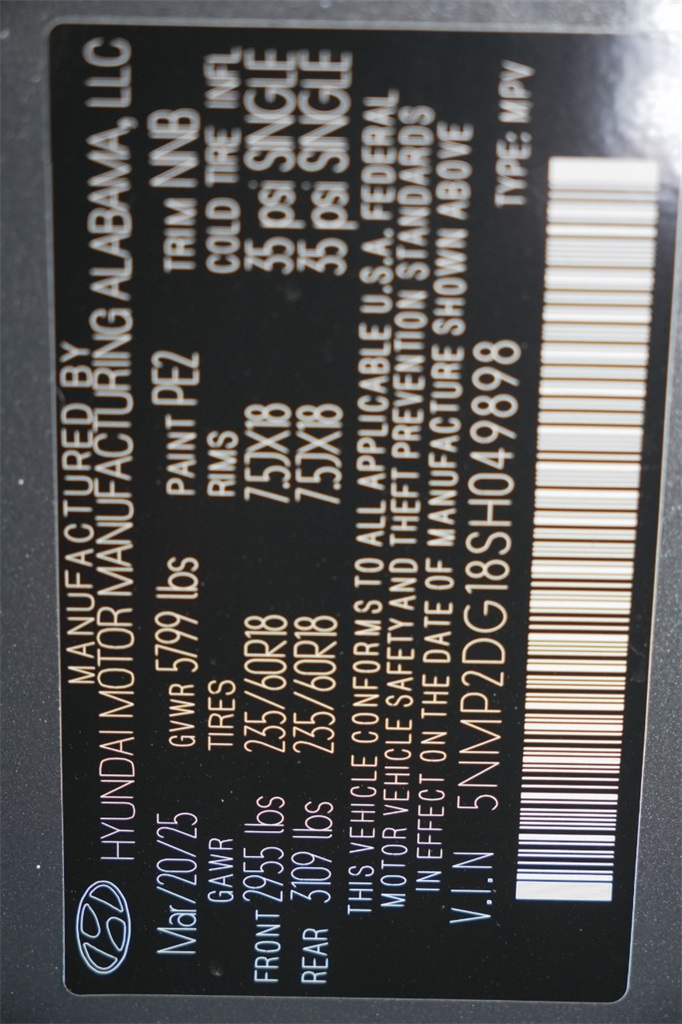 MANUFACTURED BY
HYUNDAI MOTOR MANUFACTURING ALABAMA, LLC
Mar/20/25 GVWR 5799 lbs PAINT PE2 TRIM NNB
GAWR TIRES RIMS COLD TIRE INFL
FRONT 2955 lbs 235/60R18 7.5JX18 35 psi SINGLE
REAR 3109 lbs 235/60R18 7.5JX18 35 psi SINGLE
THIS VEHICLE CONFORMS TO ALL APPLICABLE U.S.A. FEDERAL
MOTOR VEHICLE SAFETY AND THEFT PREVENTION STANDARDS
IN EFFECT ON THE DATE OF MANUFACTURE SHOWN ABOVE
V.I.N 5NMP2DG18SH049898 TYPE: MPV